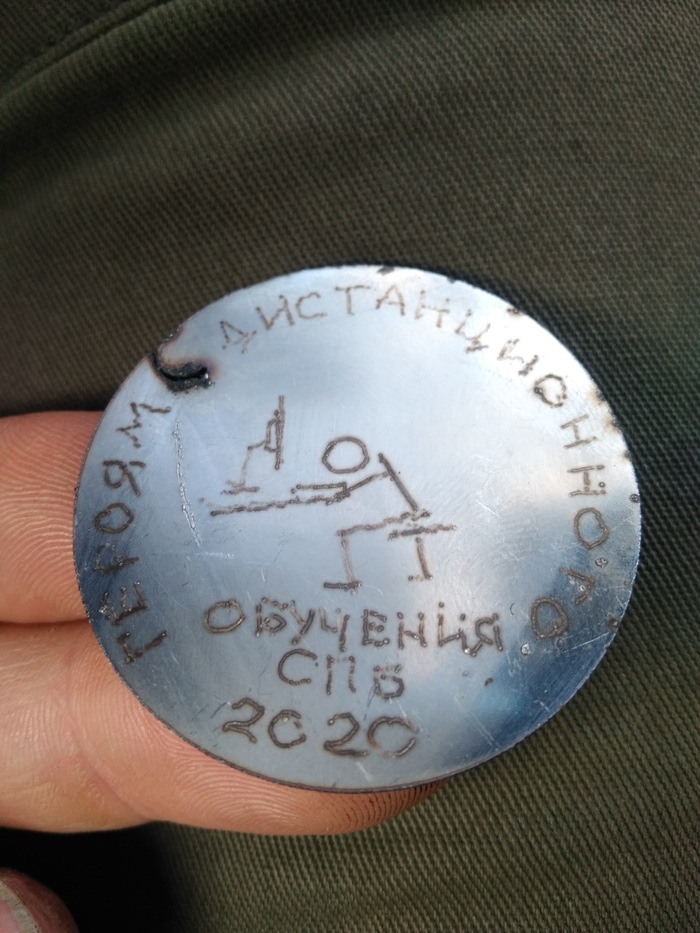 ГЕРОЯМ ДИСТАНЦИОННОГО
ОБУЧЕНИЯ
СПБ
2020